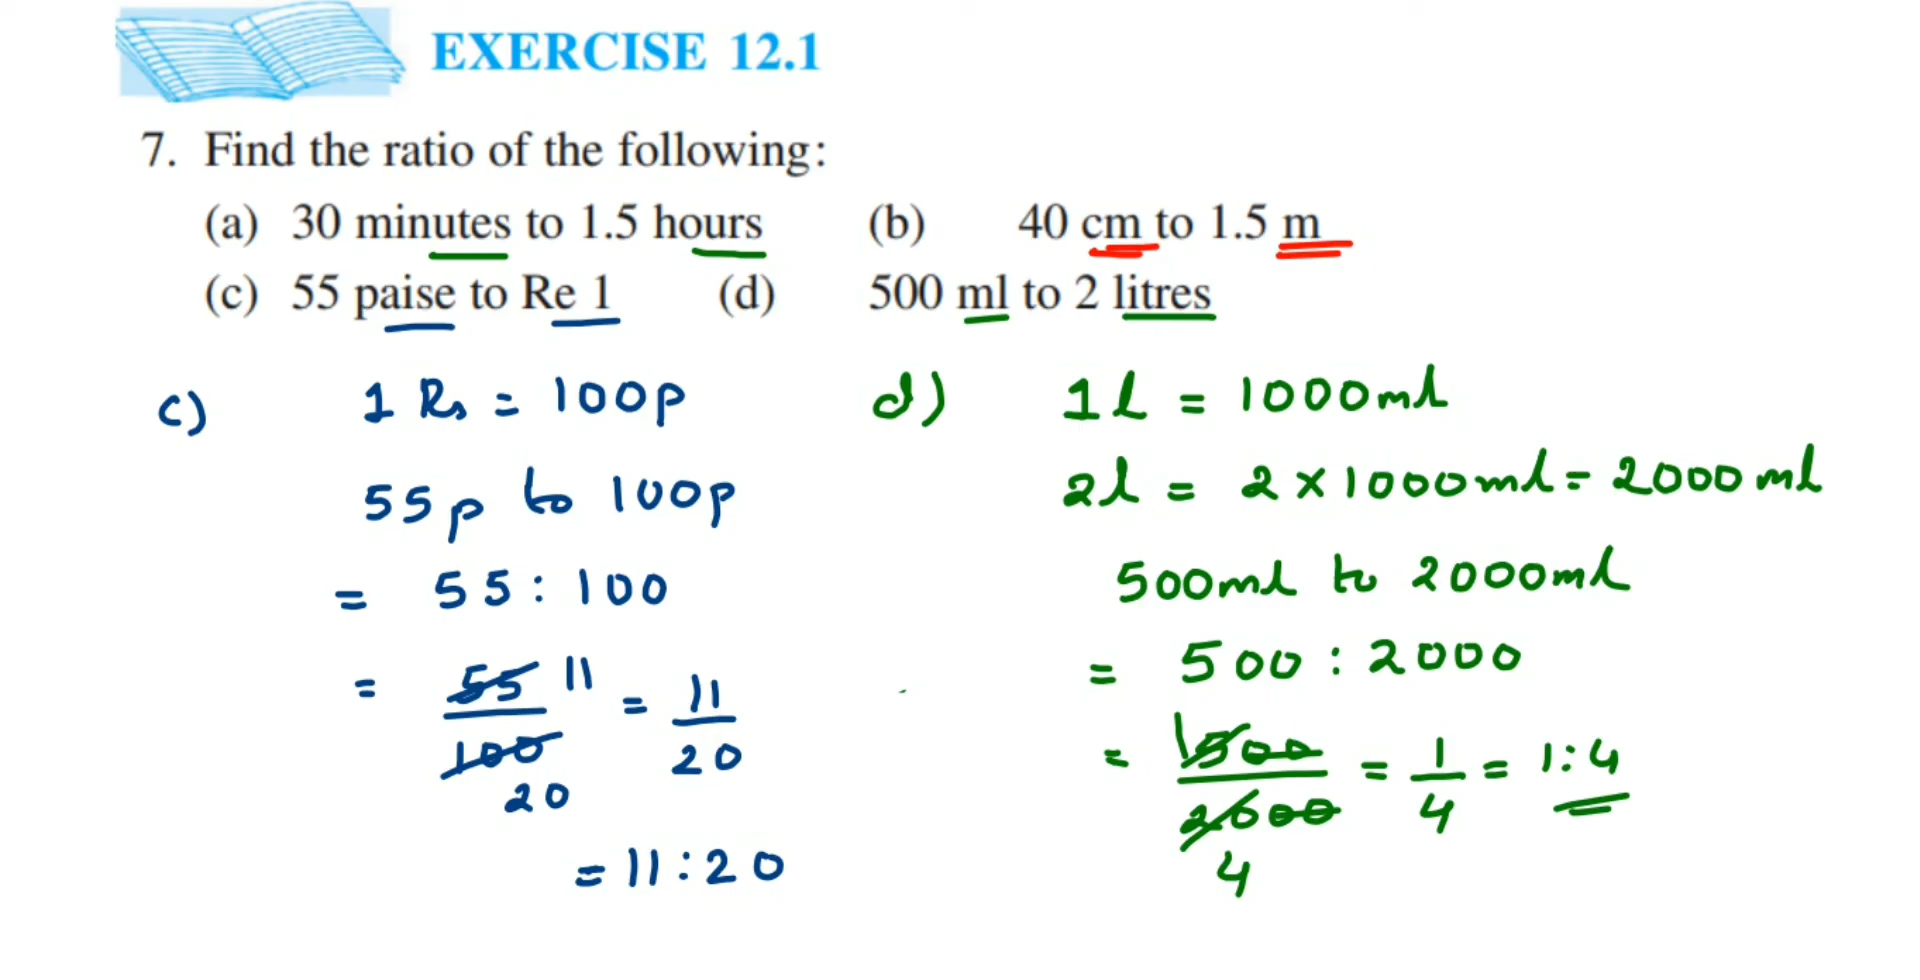 EXERCISE 12.1
7. Find the ratio of the following:
(a) 30 minutes to 1.5 hours (b) 40 cm to 1.5 m
(c) 55 paise to Re 1 (d) 500 ml to 2 litres
c) 1 Rs = 100p
55p to 100p
= 55 : 100
= 55/100 11 20 = 11/20
= 11 : 20
d) 1l = 1000ml
2l = 2 × 1000ml = 2000ml
500ml to 2000ml
= 500 : 2000
= 1 500/2000 4 = 1/4 = 1:4